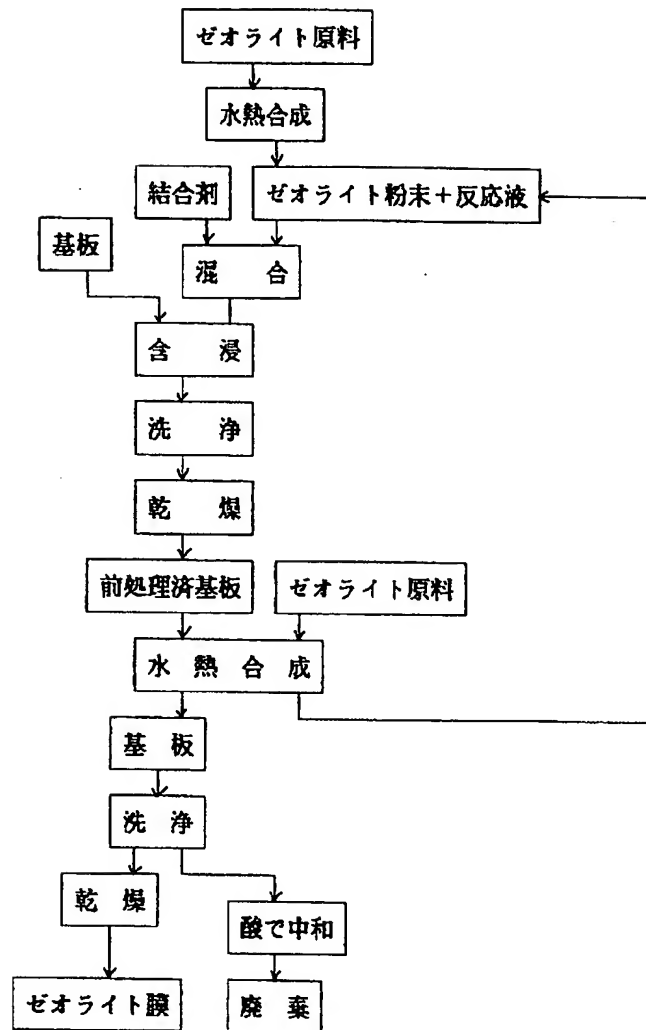 ゼオライト原料
水熱合成
結合剤
ゼオライト粉末＋反応液
基板
混合
含浸
洗浄
乾燥
前処理済基板
ゼオライト原料
水熱合成
基板
洗浄
乾燥
酸で中和
ゼオライト膜
廃棄